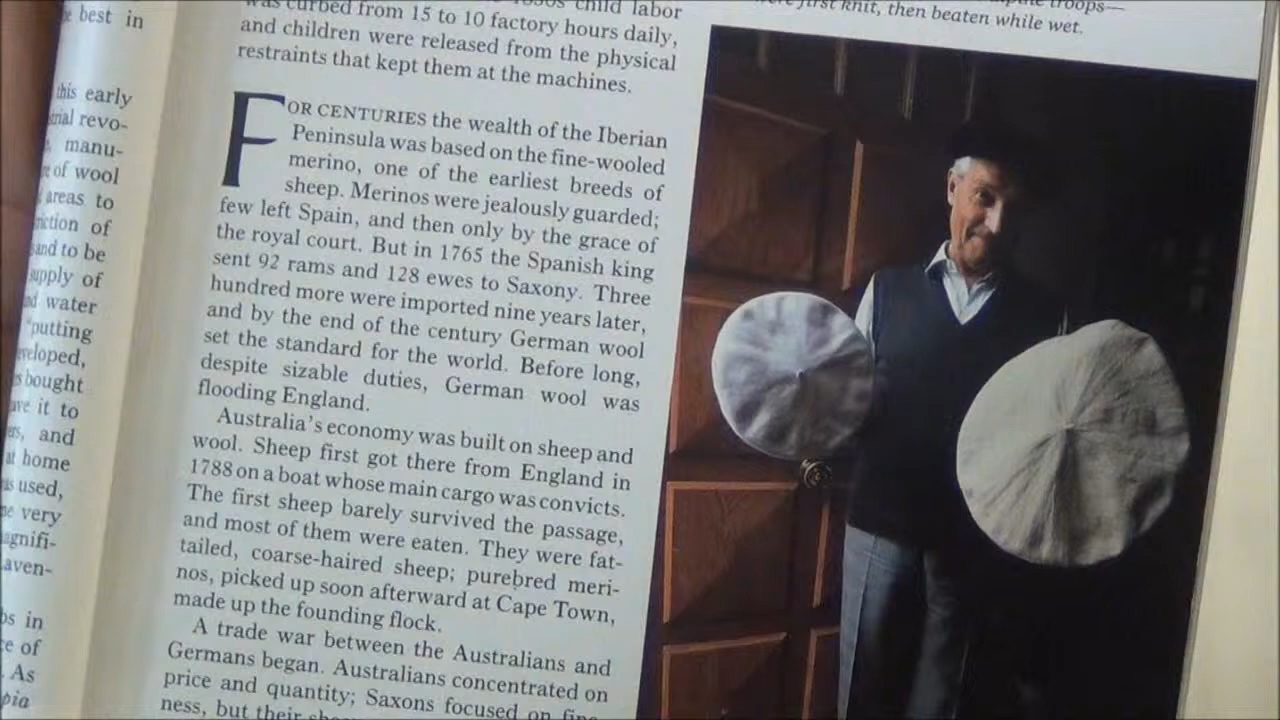 best in
this early
revo-
manu-
of wool
areas to
of
and to be
supply of
water
"putting
bought
it to
and
at home
used,
very
in
of
As
was curbed from 15 to 10 factory hours daily,
and children were released from the physical
restraints that kept them at the machines.
FOR CENTURIES the wealth of the Iberian
Peninsula was based on the fine-wooled
merino, one of the earliest breeds of
sheep. Merinos were jealously guarded;
few left Spain, and then only by the grace of
the royal court. But in 1765 the Spanish king
sent 92 rams and 128 ewes to Saxony. Three
hundred more were imported nine years later,
and by the end of the century German wool
set the standard for the world. Before long,
despite sizable duties, German wool was
flooding England.
Australia's economy was built on sheep and
wool. Sheep first got there from England in
1788 on a boat whose main cargo was convicts.
The first sheep barely survived the passage,
and most of them were eaten. They were fat-
tailed, coarse-haired sheep; purebred meri-
nos, picked up soon afterward at Cape Town,
made up the founding flock.
A trade war between the Australians and
Germans began. Australians concentrated on
price and quantity; Saxons focused on fine-
ness, but their
troops—
were first knit, then beaten while wet.